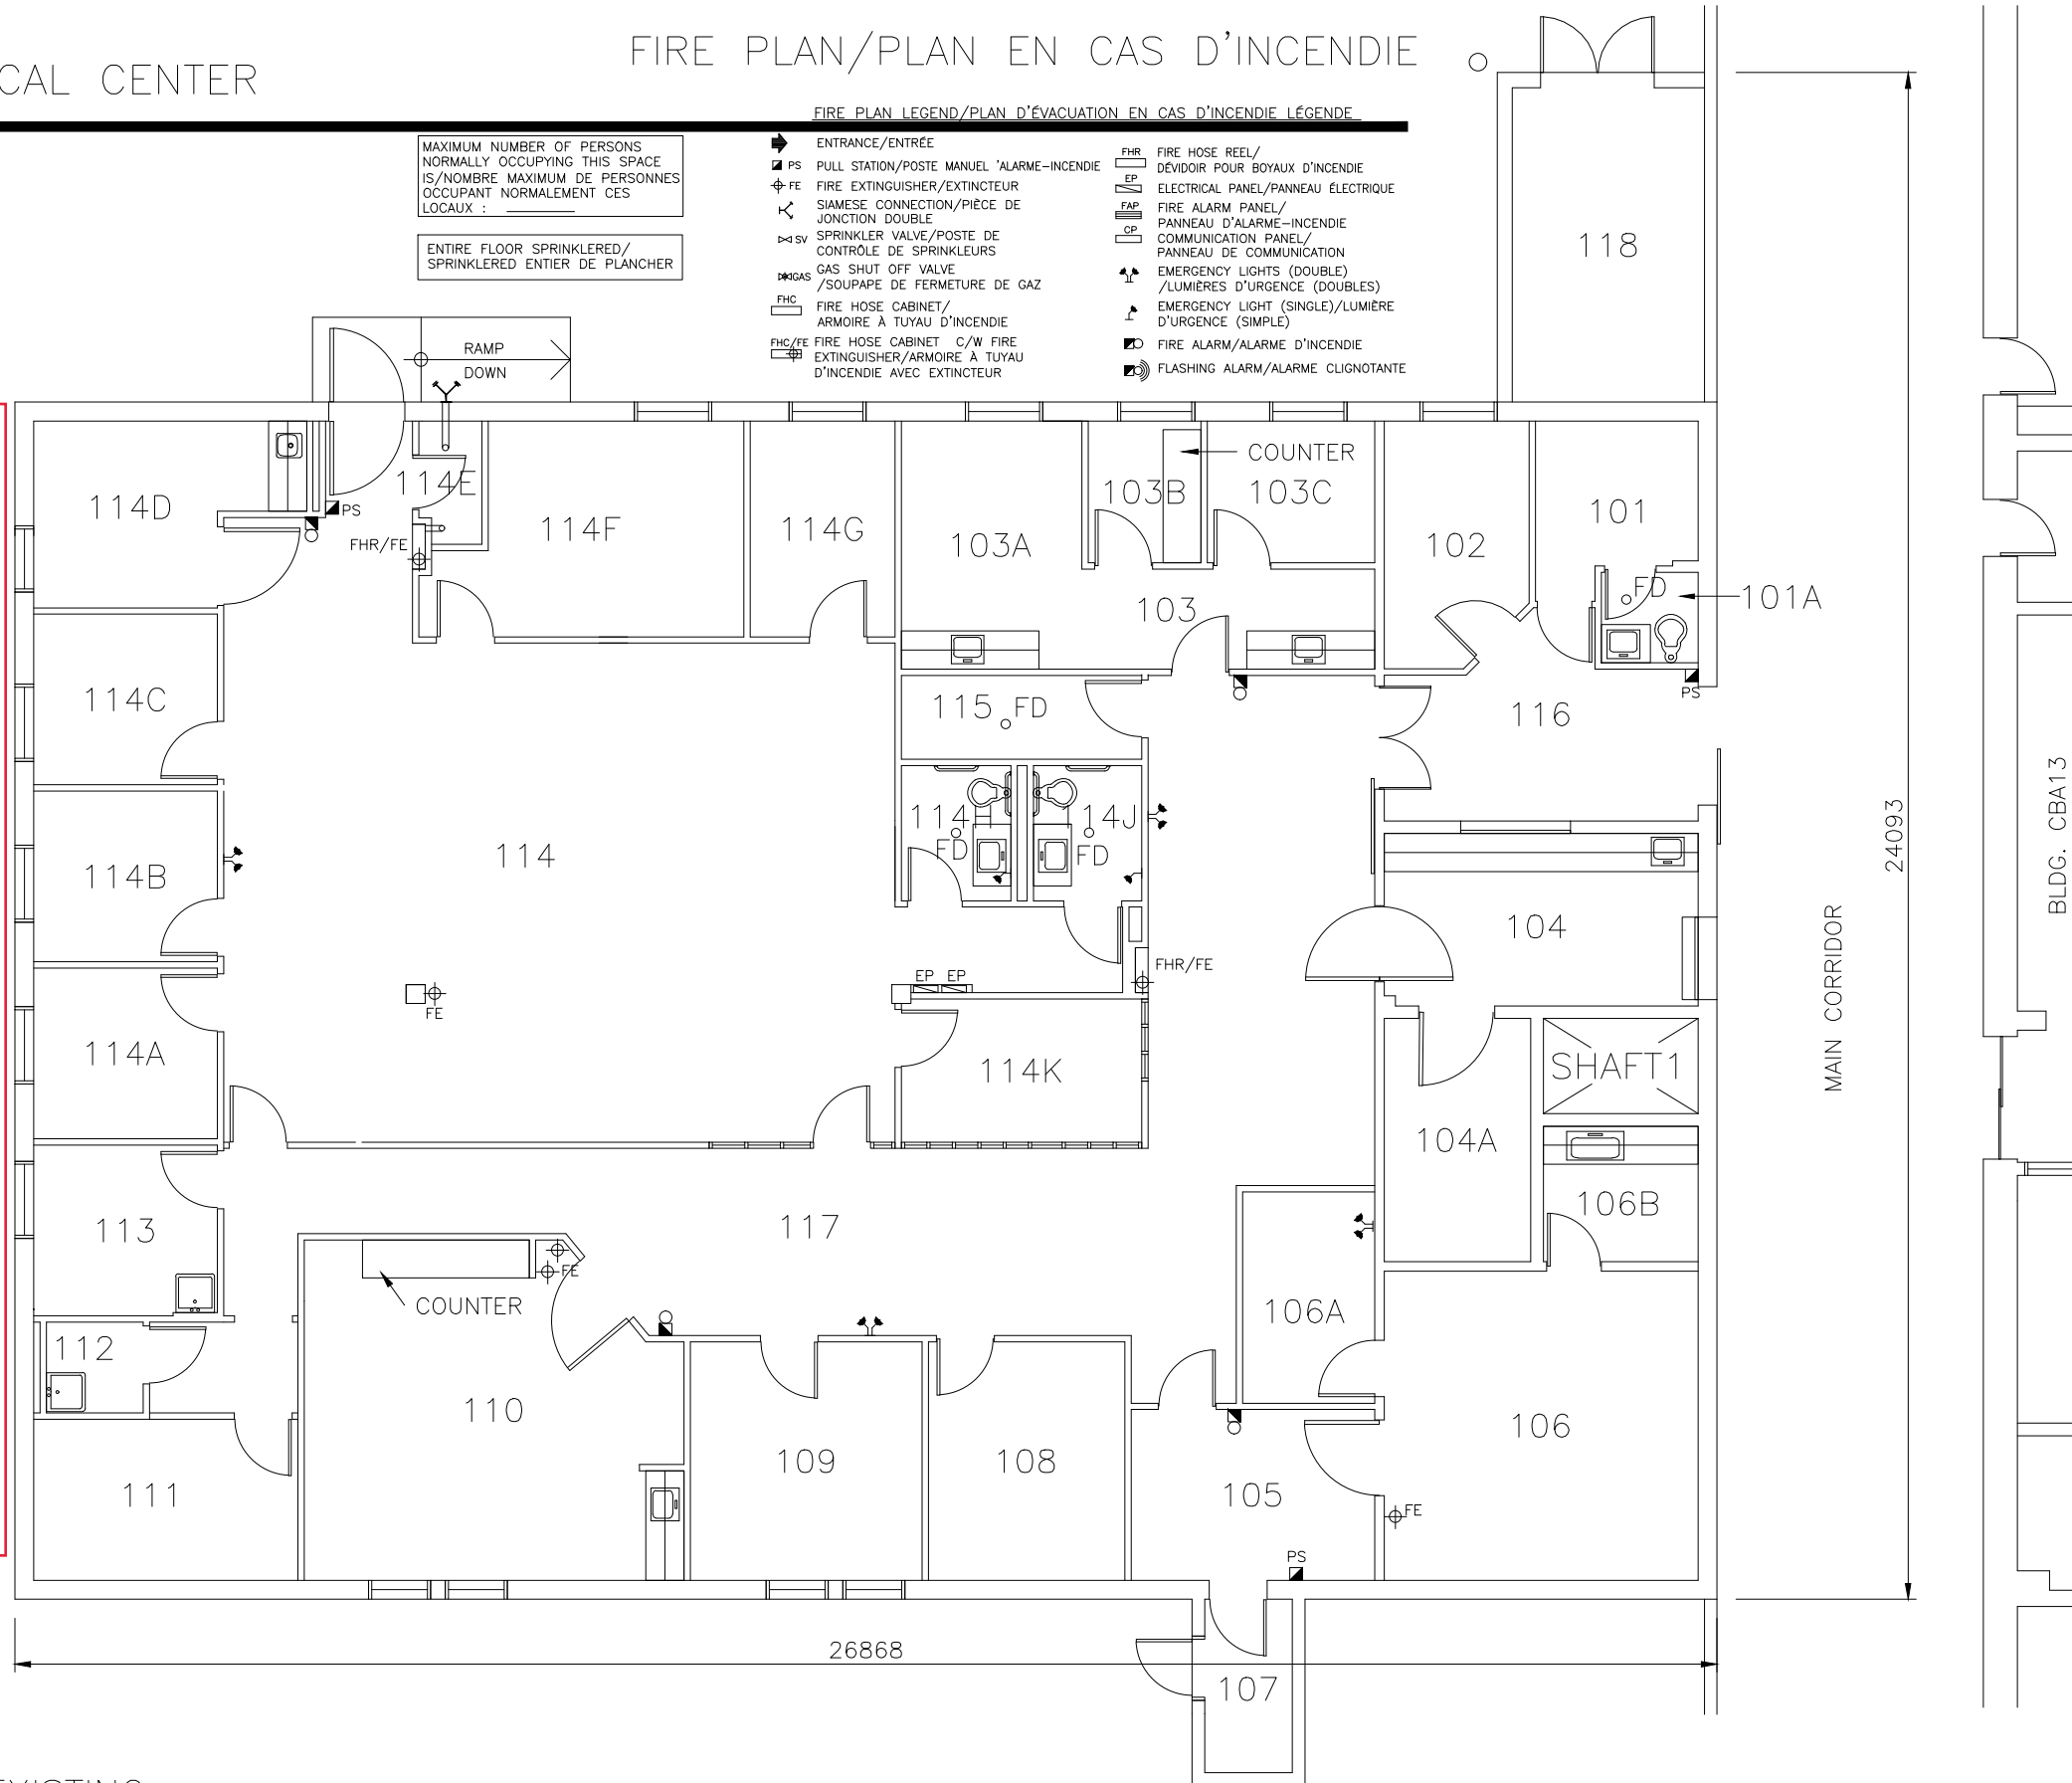 CAL CENTER
FIRE PLAN/PLAN EN CAS D'INCENDIE
FIRE PLAN LEGEND/PLAN D'ÉVACUATION EN CAS D'INCENDIE LÉGENDE
MAXIMUM NUMBER OF PERSONS
NORMALLY OCCUPYING THIS SPACE
IS/NOMBRE MAXIMUM DE PERSONNES
OCCUPANT NORMALEMENT CES
LOCAUX : ________
ENTIRE FLOOR SPRINKLERED/
SPRINKLERED ENTIER DE PLANCHER
ENTRANCE/ENTRÉE
PS PULL STATION/POSTE MANUEL 'ALARME-INCENDIE
FE FIRE EXTINGUISHER/EXTINCTEUR
SIAMESE CONNECTION/PIÈCE DE
JONCTION DOUBLE
SV SPRINKLER VALVE/POSTE DE
CONTRÔLE DE SPRINKLEURS
GAS GAS SHUT OFF VALVE
/SOUPAPE DE FERMETURE DE GAZ
FHC FIRE HOSE CABINET/
ARMOIRE À TUYAU D'INCENDIE
FHC/FE FIRE HOSE CABINET C/W FIRE
EXTINGUISHER/ARMOIRE À TUYAU
D'INCENDIE AVEC EXTINCTEUR
FHR FIRE HOSE REEL/
DÉVIDOIR POUR BOYAUX D'INCENDIE
EP ELECTRICAL PANEL/PANNEAU ÉLECTRIQUE
FAP FIRE ALARM PANEL/
PANNEAU D'ALARME-INCENDIE
CP COMMUNICATION PANEL/
PANNEAU DE COMMUNICATION
EMERGENCY LIGHTS (DOUBLE)
/LUMIÈRES D'URGENCE (DOUBLES)
EMERGENCY LIGHT (SINGLE)/LUMIÈRE
D'URGENCE (SIMPLE)
FIRE ALARM/ALARME D'INCENDIE
FLASHING ALARM/ALARME CLIGNOTANTE
118
RAMP
DOWN
COUNTER
114D
PS
114E
FHR/FE
114F
114G
103A
103B
103C
102
101
FD
101A
103
114C
115 FD
116
PS
114B
114
114H
FD
114J
FD
24093
BLDG. CBA13
MAIN CORRIDOR
104
FHR/FE
EP EP
FE
114A
114K
SHAFT1
104A
106B
113
117
FE
COUNTER
106A
112
110
109
108
106
111
105
FE
PS
26868
107